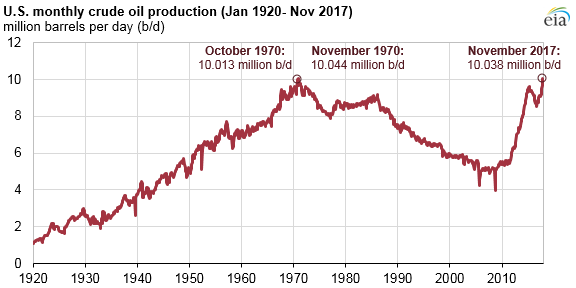 U.S. monthly crude oil production (Jan 1920- Nov 2017)
million barrels per day (b/d)
eia
12
October 1970:
10.013 million b/d
November 1970:
10.044 million b/d
November 2017:
10.038 million b/d
10
8
6
4
2
0
1920 1930 1940 1950 1960 1970 1980 1990 2000 2010